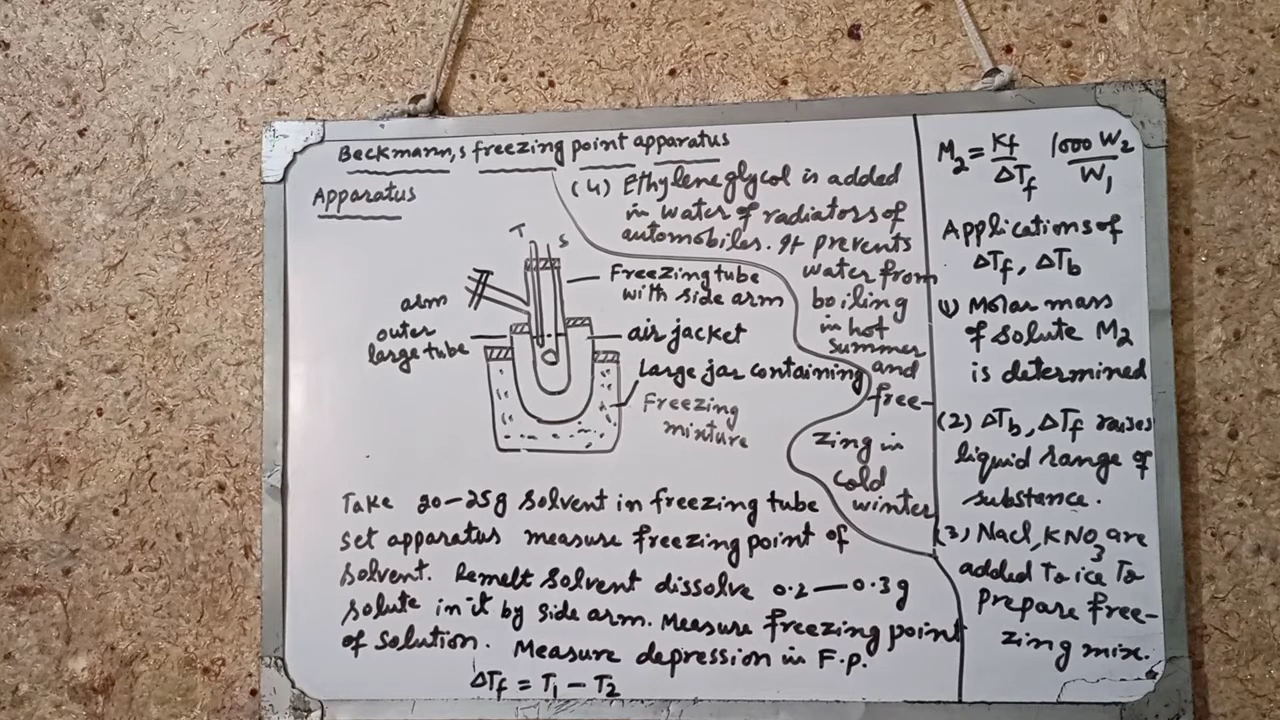 Beckmann,s freezing point apparatus
Apparatus
T S
Freezing tube
with side arm
arm
outer
large tube
air jacket
Large jar containing
Freezing
mixture
Take 20-25g solvent in freezing tube
set apparatus measure freezing point of
solvent. Remelt solvent dissolve 0.2—0.3g
solute in it by side arm. Measure freezing point
of solution. Measure depression in F.p.
ΔTf = T1 - T2
M2 = Kf/ΔTf 1000 W2/W1
Applications of
ΔTf, ΔTb
(1) Molar mass
of solute M2
is determined
(2) ΔTb, ΔTf raises
liquid range of
substance.
(3) Nacl, KNO3 are
added To ice To
prepare free-
zing mix.
(4) Ethylene glycol is added
in water of radiators of
automobiles. It prevents
water from
boiling
in hot
summer
and
free-
zing in
cold
winter